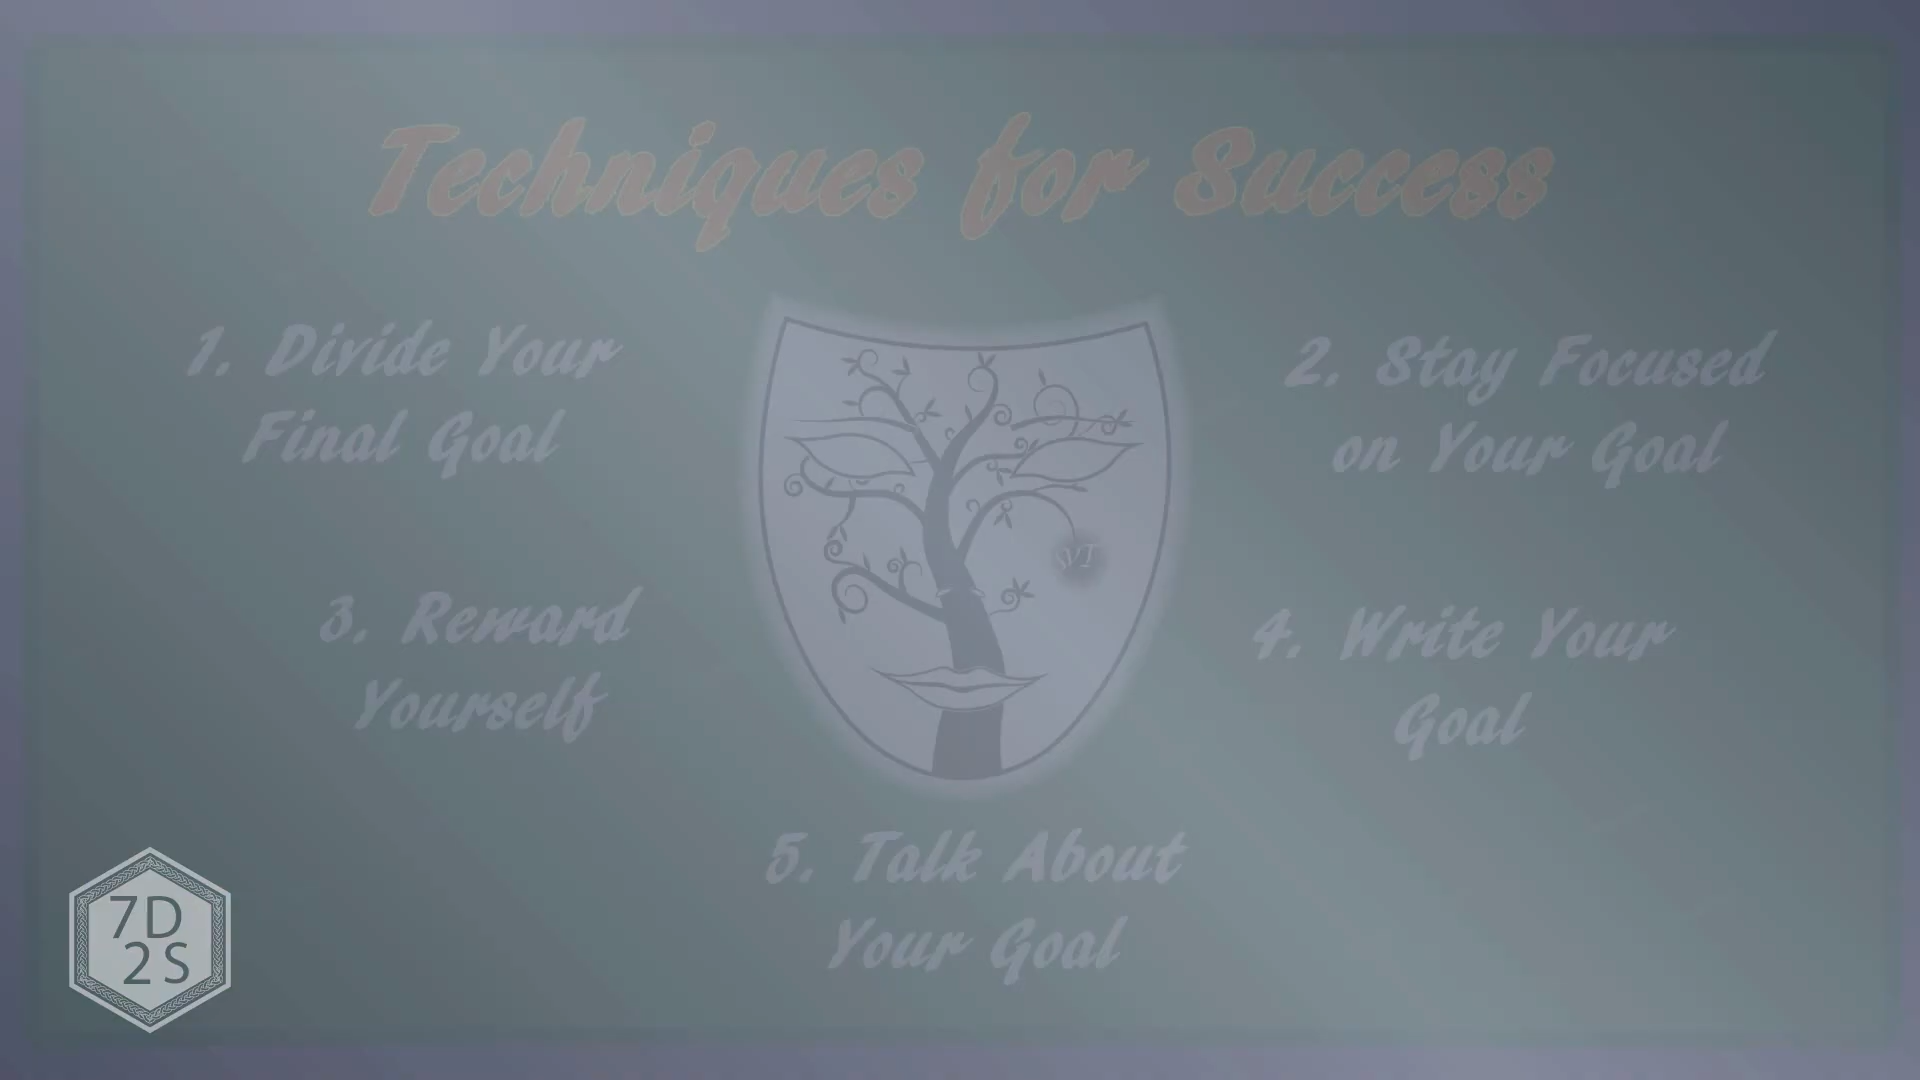 Techniques for Success
1. Divide Your
Final Goal
2. Stay Focused
on Your Goal
WT
3. Reward
Yourself
4. Write Your
Goal
5. Talk About
Your Goal
7D
2S